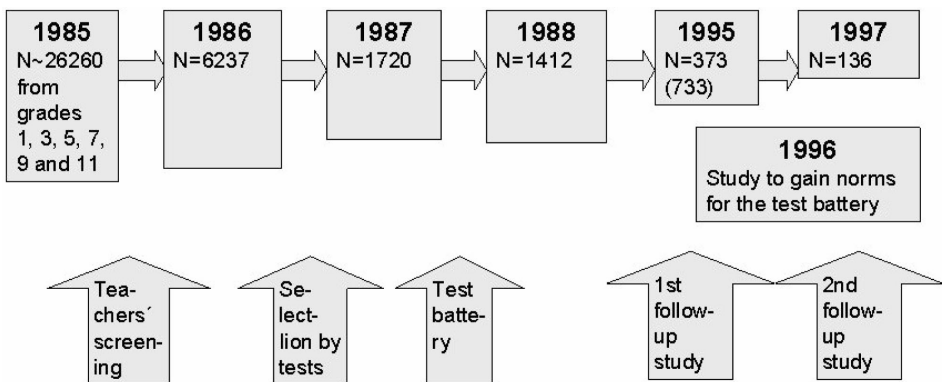 1985
N~26260
from
grades
1, 3, 5, 7,
9 and 11
1986
N=6237
1987
N=1720
1988
N=1412
1995
N=373
(733)
1997
N=136
1996
Study to gain norms
for the test battery
Tea-
chers´
screen-
ing
Se-
lect-
lion by
tests
Test
batte-
ry
1st
follow-
up
study
2nd
follow-
up
study